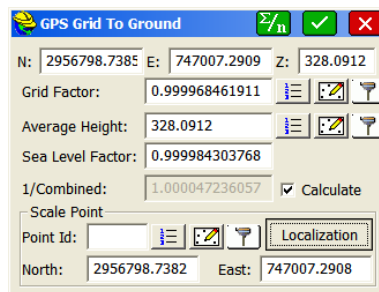 GPS Grid To Ground
Σ/n
N: 2956798.7385 E: 747007.2909 Z: 328.0912
Grid Factor: 0.999968461911
Average Height: 328.0912
Sea Level Factor: 0.999984303768
1/Combined: 1.000047236057 Calculate
Scale Point
Point Id: Localization
North: 2956798.7382 East: 747007.2908